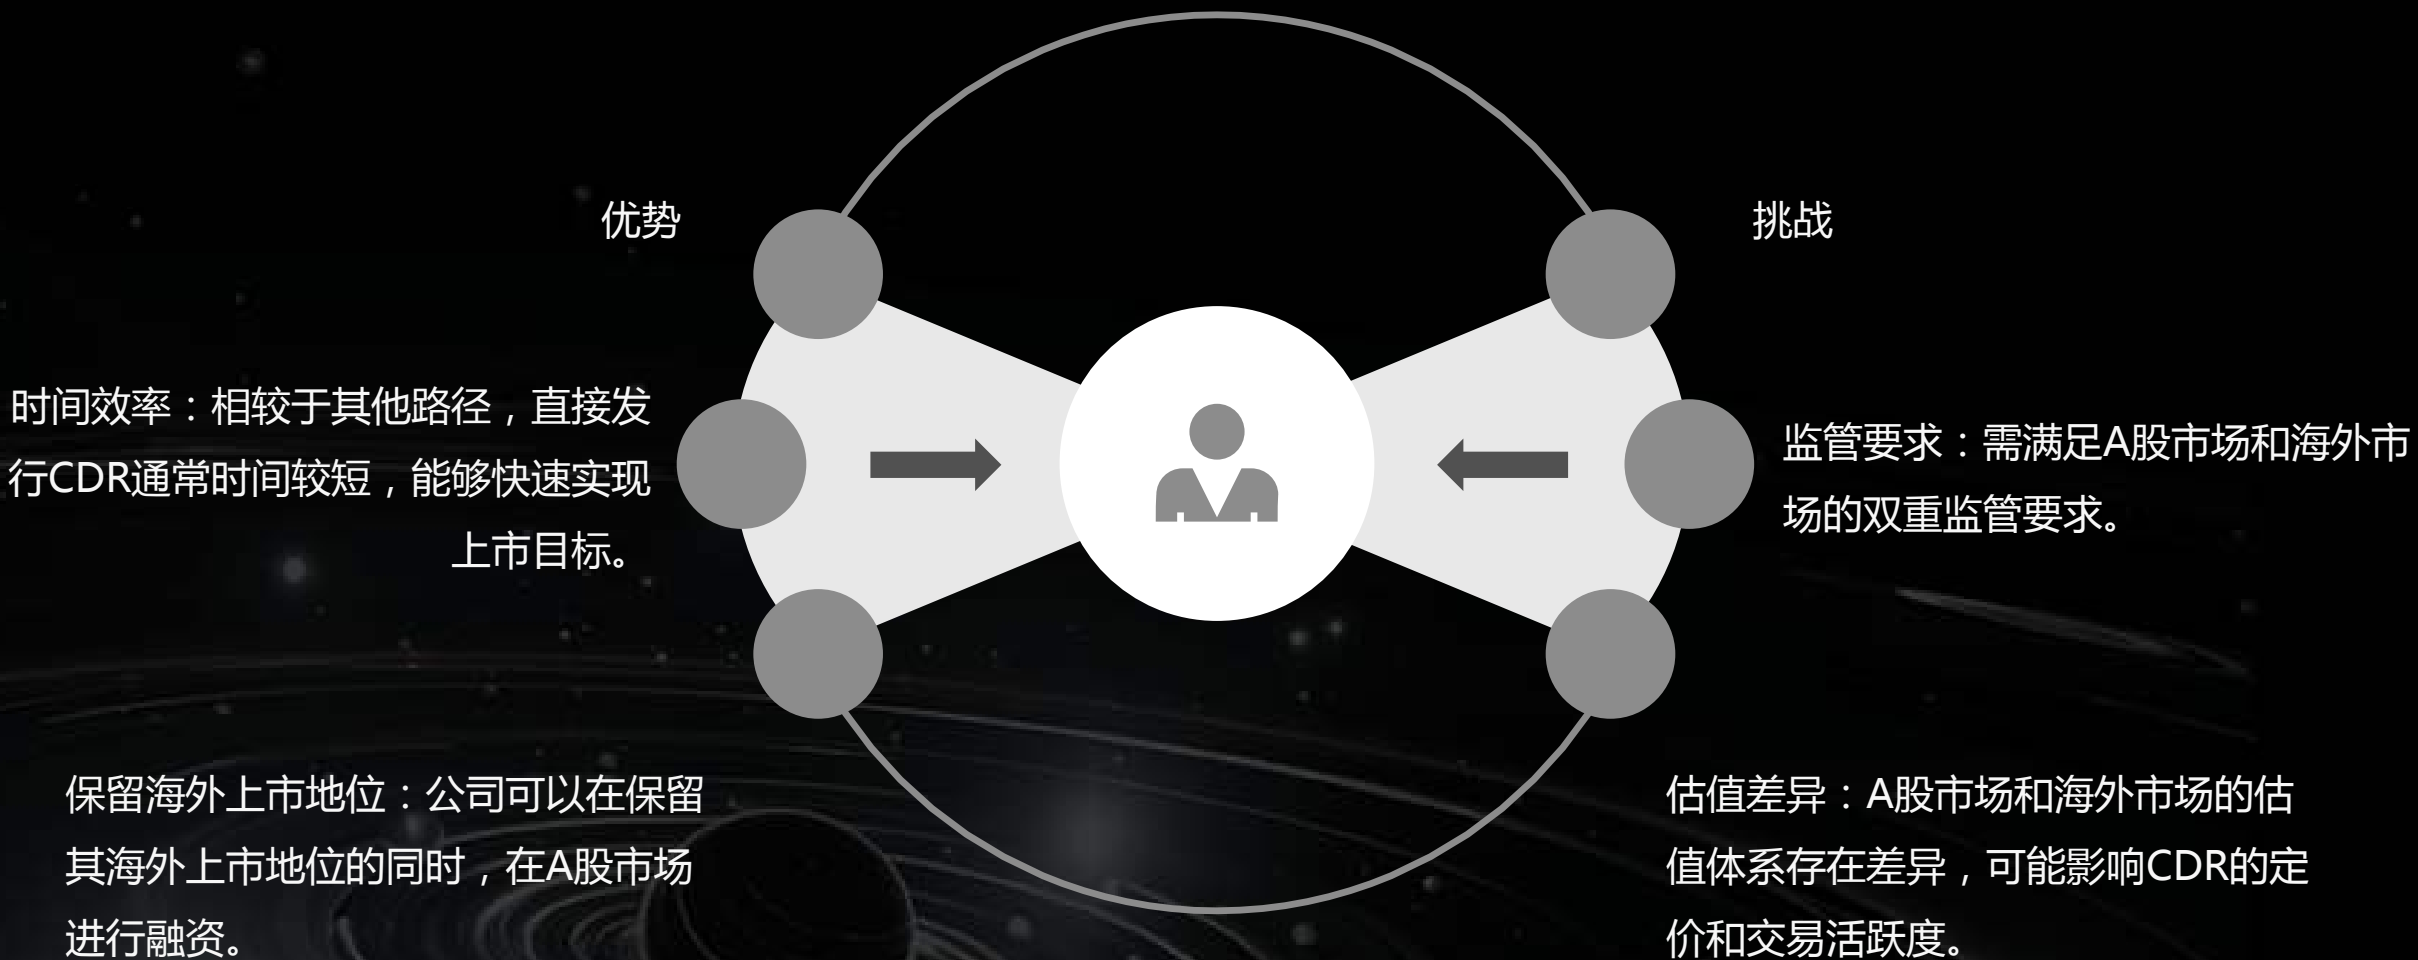 优势
时间效率：相较于其他路径，直接发
行CDR通常时间较短，能够快速实现
上市目标。
保留海外上市地位：公司可以在保留
其海外上市地位的同时，在A股市场
进行融资。
挑战
监管要求：需满足A股市场和海外市
场的双重监管要求。
估值差异：A股市场和海外市场的估
值体系存在差异，可能影响CDR的定
价和交易活跃度。